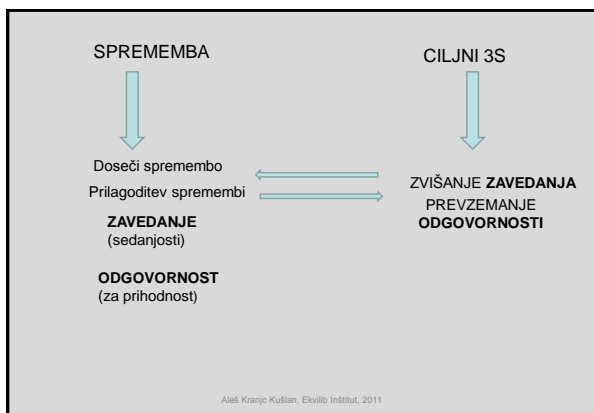 SPREMEMBA
CILJNI 3S
Doseči spremembo
Prilagoditev spremembi
ZAVEDANJE
(sedanjosti)
ODGOVORNOST
(za prihodnost)
ZVIŠANJE ZAVEDANJA
PREVZEMANJE
ODGOVORNOSTI
Aleš Kranjc Kušlan, Ekvilib Inštitut, 2011